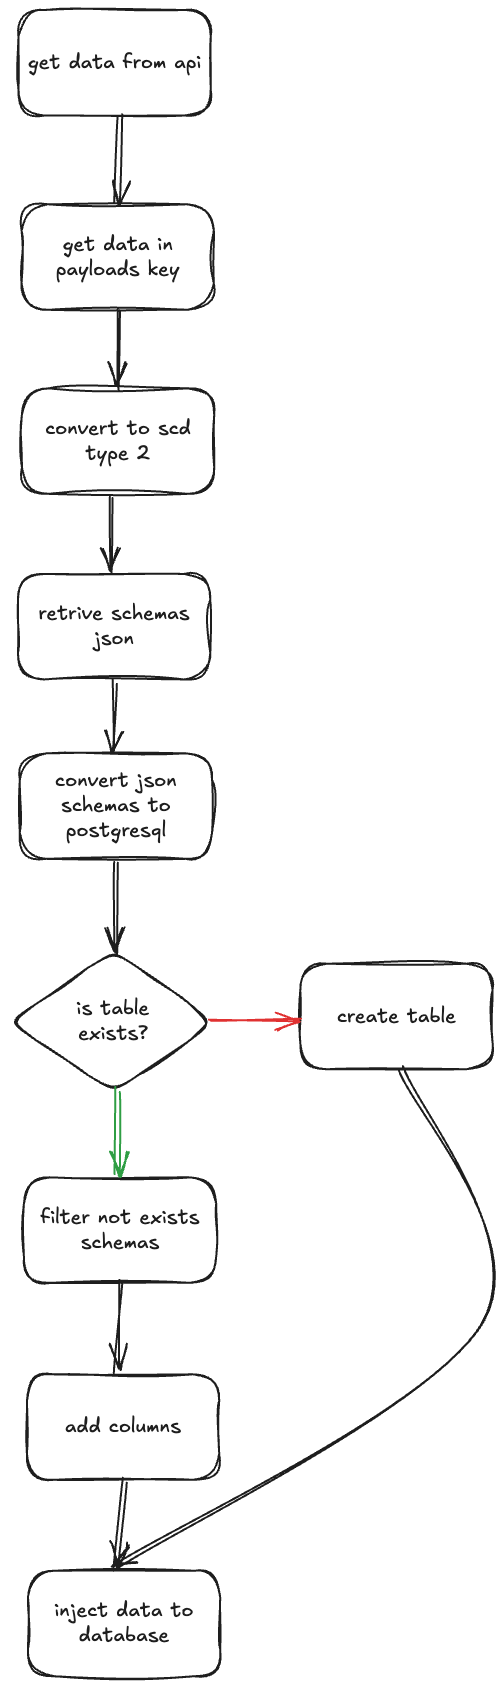 get data from api
get data in
payloads key
convert to scd
type 2
retrive schemas
json
convert json
schemas to
postgresql
is table
exists?
create table
filter not exists
schemas
add columns
inject data to
database